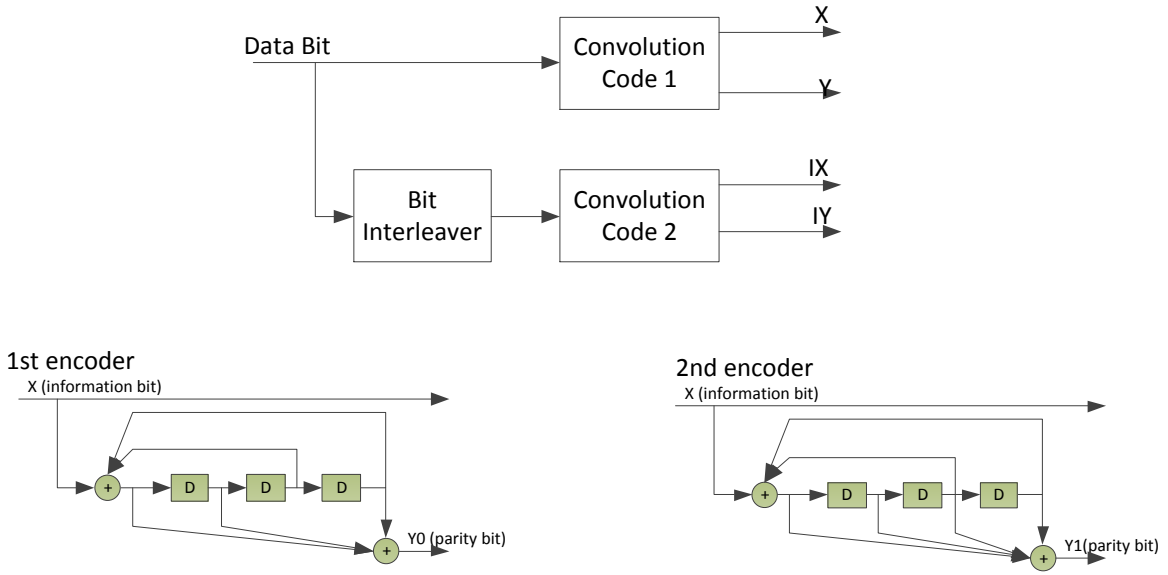 Data Bit
Convolution
Code 1
X
Y
Bit
Interleaver
Convolution
Code 2
IX
IY
1st encoder
X (information bit)
+
D
D
D
+
Y0 (parity bit)
2nd encoder
X (information bit)
+
D
D
D
+
Y1(parity bit)